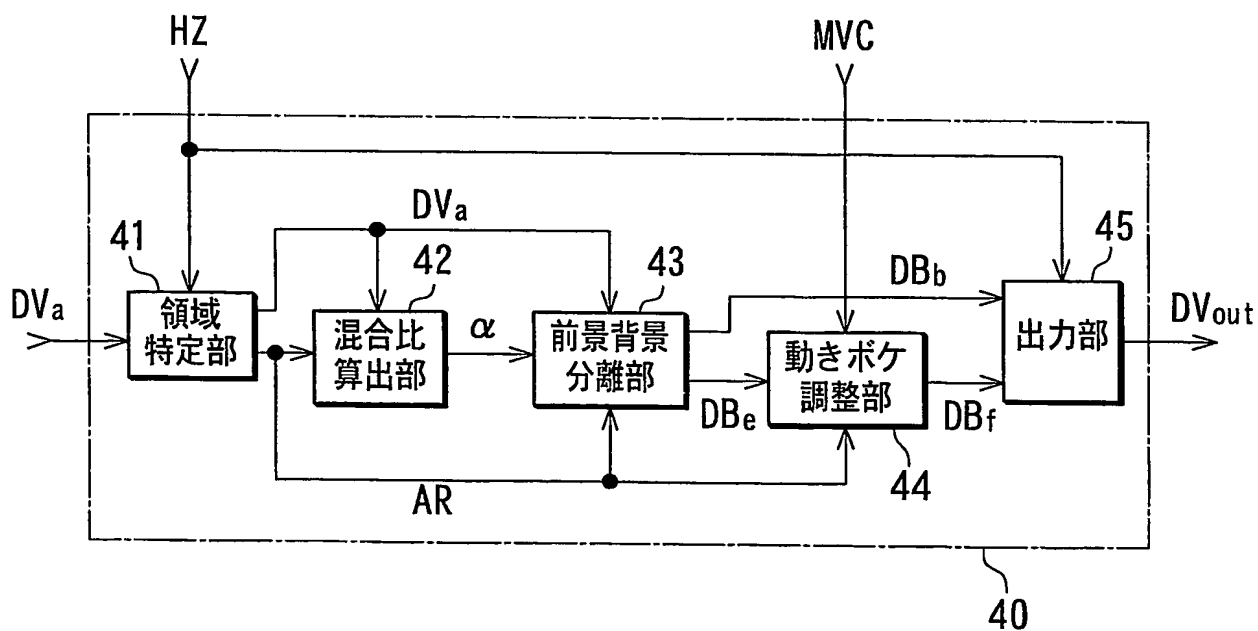 HZ
MVC
DVa
41
42
43
45
DBb
DVa
領域
特定部
混合比
算出部
α
前景背景
分離部
動きボケ
調整部
出力部
DVout
DBe
DBf
AR
44
40